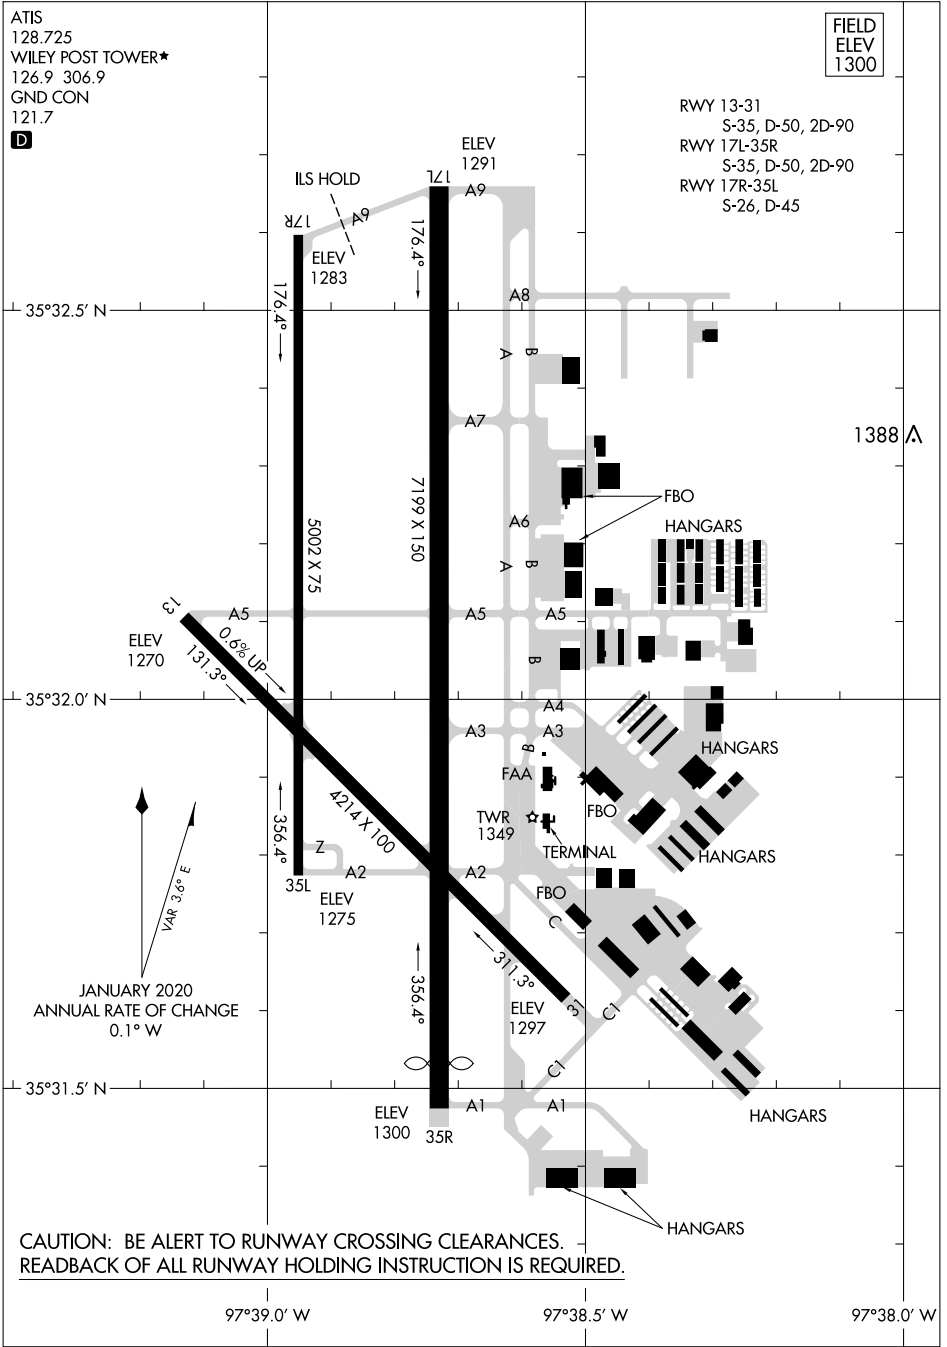 ATIS
128.725
WILEY POST TOWER★
126.9 306.9
GND CON
121.7
D
FIELD
ELEV
1300
RWY 13-31
S-35, D-50, 2D-90
RWY 17L-35R
S-35, D-50, 2D-90
RWY 17R-35L
S-26, D-45
ELEV
1291
ILS HOLD
17L
A9
A9
17R
ELEV
1283
176.4°
176.4°
35°32.5' N
A8
A
B
A7
1388
7199 X 150
5002 X 75
FBO
A6
HANGARS
A
B
13
A5
A5
A5
ELEV
1270
0.6% UP
131.3°
B
35°32.0' N
A4
A3
A3
B
HANGARS
FAA
FBO
TWR
1349
4214 X 100
356.4°
TERMINAL
HANGARS
Z
A2
A2
35L
ELEV
1275
FBO
C
VAR 3.6° E
311.3°
356.4°
JANUARY 2020
ANNUAL RATE OF CHANGE
0.1° W
ELEV
1297
31
C1
C1
35°31.5' N
A1
A1
ELEV
1300
35R
HANGARS
HANGARS
CAUTION: BE ALERT TO RUNWAY CROSSING CLEARANCES.
READBACK OF ALL RUNWAY HOLDING INSTRUCTION IS REQUIRED.
97°39.0' W
97°38.5' W
97°38.0' W